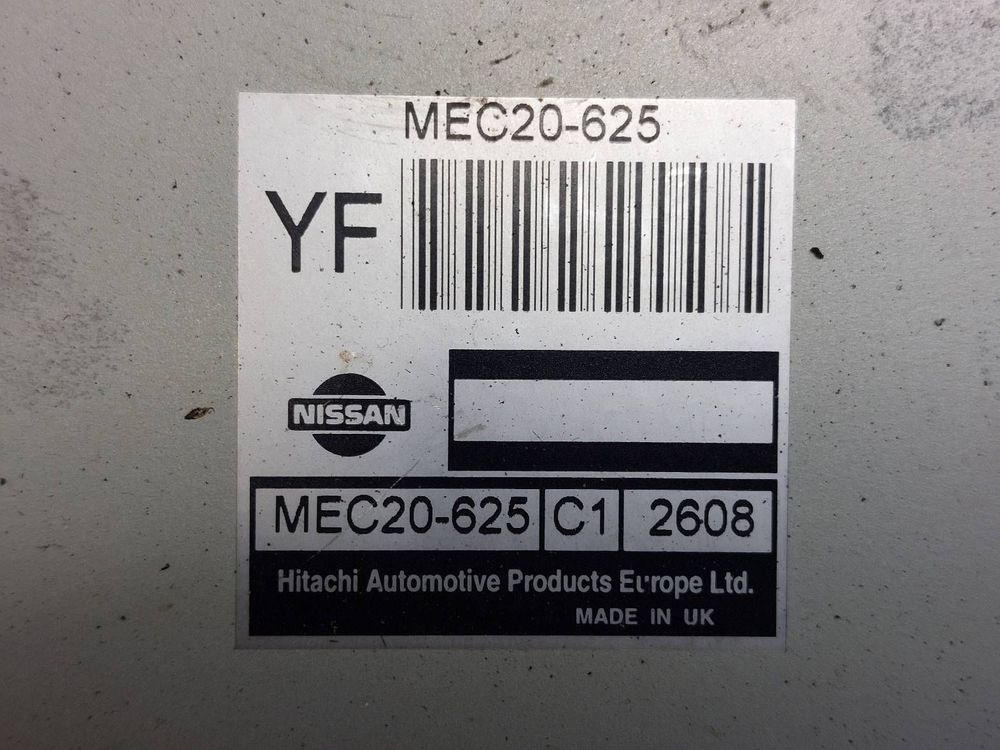 MEC20-625
YF
NISSAN
MEC20-625 C1 2608
Hitachi Automotive Products Europe Ltd.
MADE IN UK